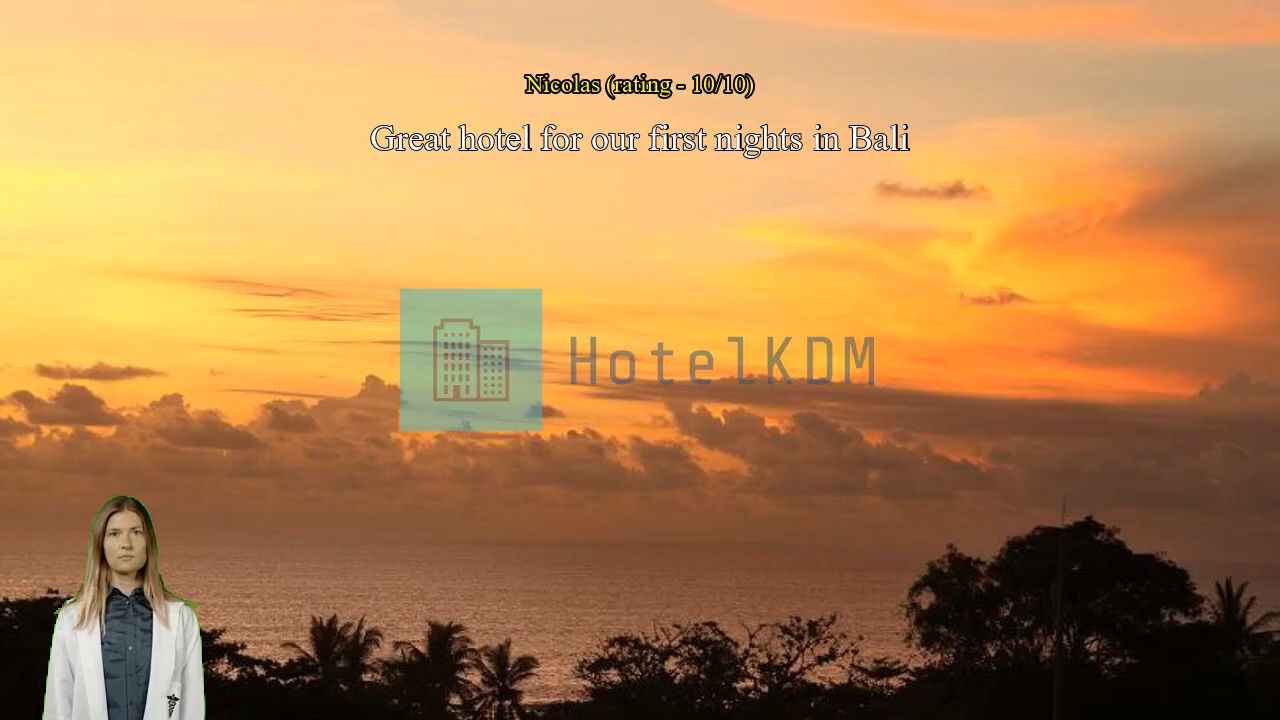 Nicolas (rating - 10/10)
Great hotel for our first nights in Bali
HotelKDM